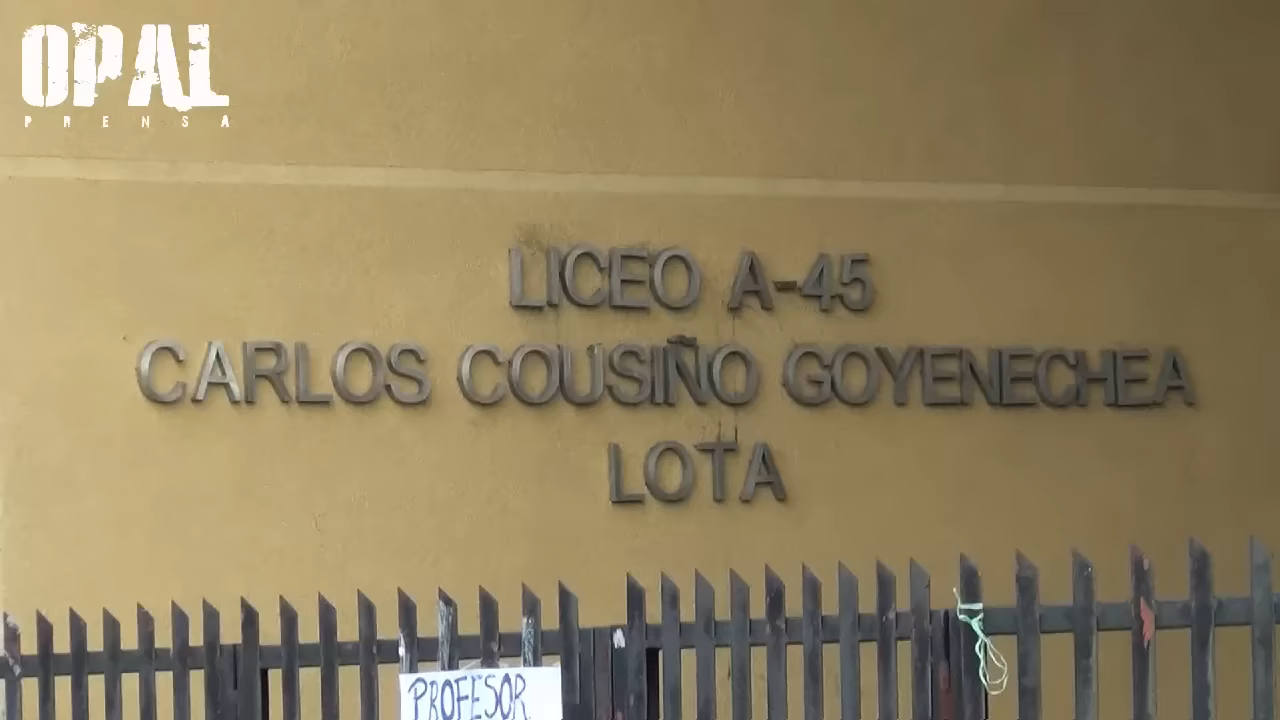 OPAL
PRENSA
LICEO A-45
CARLOS COUSIÑO GOYENECHEA
LOTA
PROFESOR